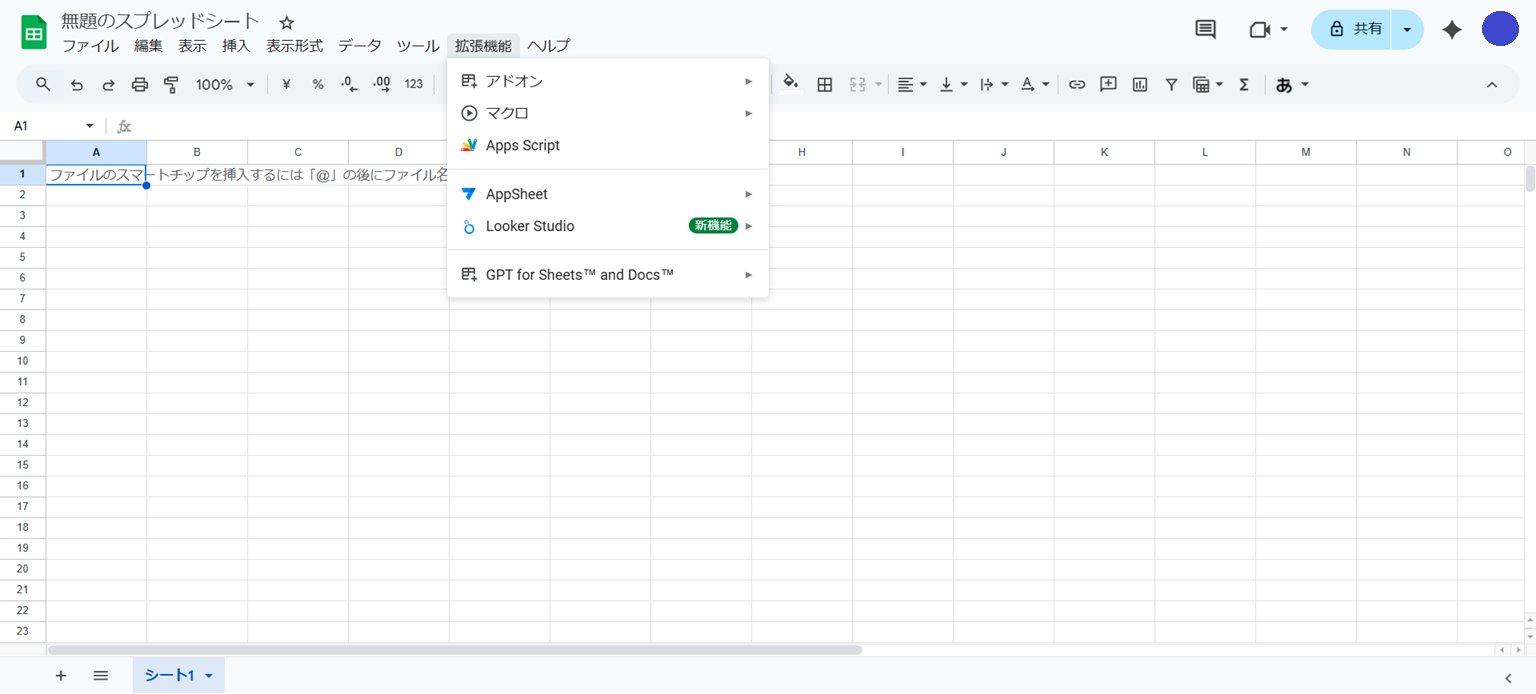 無題のスプレッドシート
ファイル 編集 表示 挿入 表示形式 データ ツール 拡張機能 ヘルプ
共有
100% ¥ % .0 .00 123 Σ あ
アドオン
マクロ
Apps Script
AppSheet
Looker Studio 新機能
GPT for Sheets™ and Docs™
A1 fx
A B C D H I J K L M N O
1 ファイルのスマートチップを挿入するには「@」の後にファイル名
2
3
4
5
6
7
8
9
10
11
12
13
14
15
16
17
18
19
20
21
22
23
シート1